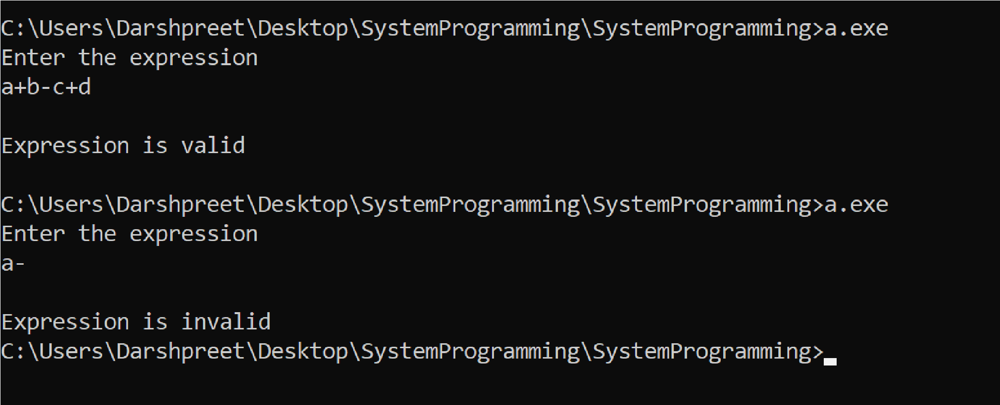 C:\Users\Darshpreet\Desktop\SystemProgramming\SystemProgramming>a.exe
Enter the expression
a+b-c+d
Expression is valid
C:\Users\Darshpreet\Desktop\SystemProgramming\SystemProgramming>a.exe
Enter the expression
a-
Expression is invalid
C:\Users\Darshpreet\Desktop\SystemProgramming\SystemProgramming>